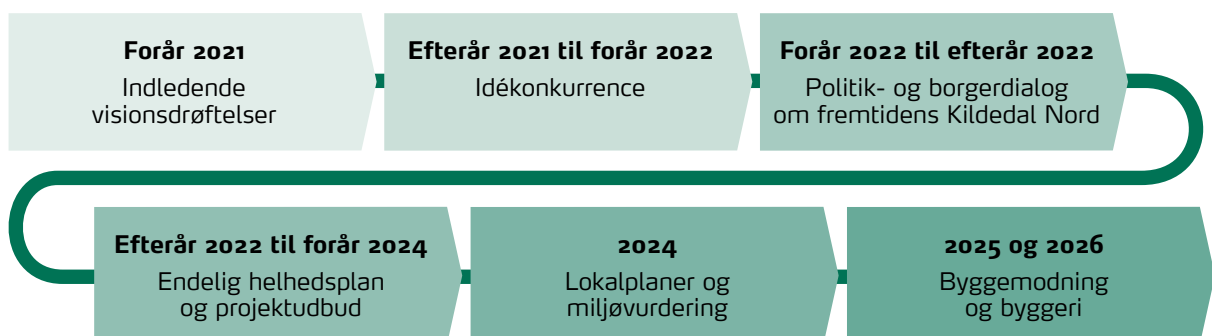 Forår 2021
Indledende
visionsdrøftelser
Efterår 2021 til forår 2022
Idékonkurrence
Forår 2022 til efterår 2022
Politik- og borgerdialog
om fremtidens Kildedal Nord
Efterår 2022 til forår 2024
Endelig helhedsplan
og projektudbud
2024
Lokalplaner og
miljøvurdering
2025 og 2026
Byggemodning
og byggeri